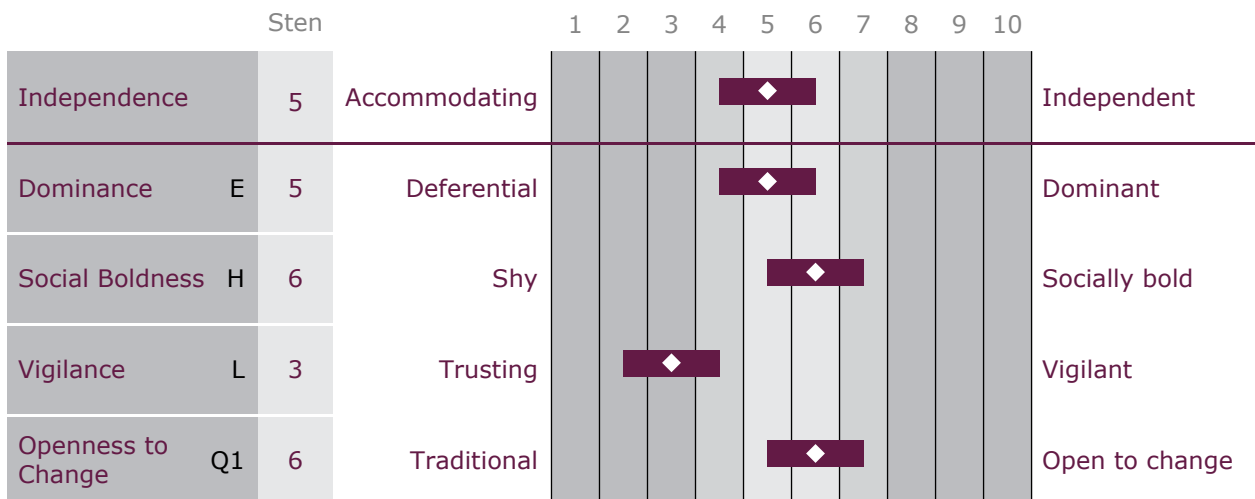 Sten 1 2 3 4 5 6 7 8 9 10
Independence 5 Accommodating Independent
Dominance E 5 Deferential Dominant
Social Boldness H 6 Shy Socially bold
Vigilance L 3 Trusting Vigilant
Openness to
Change Q1 6 Traditional Open to change